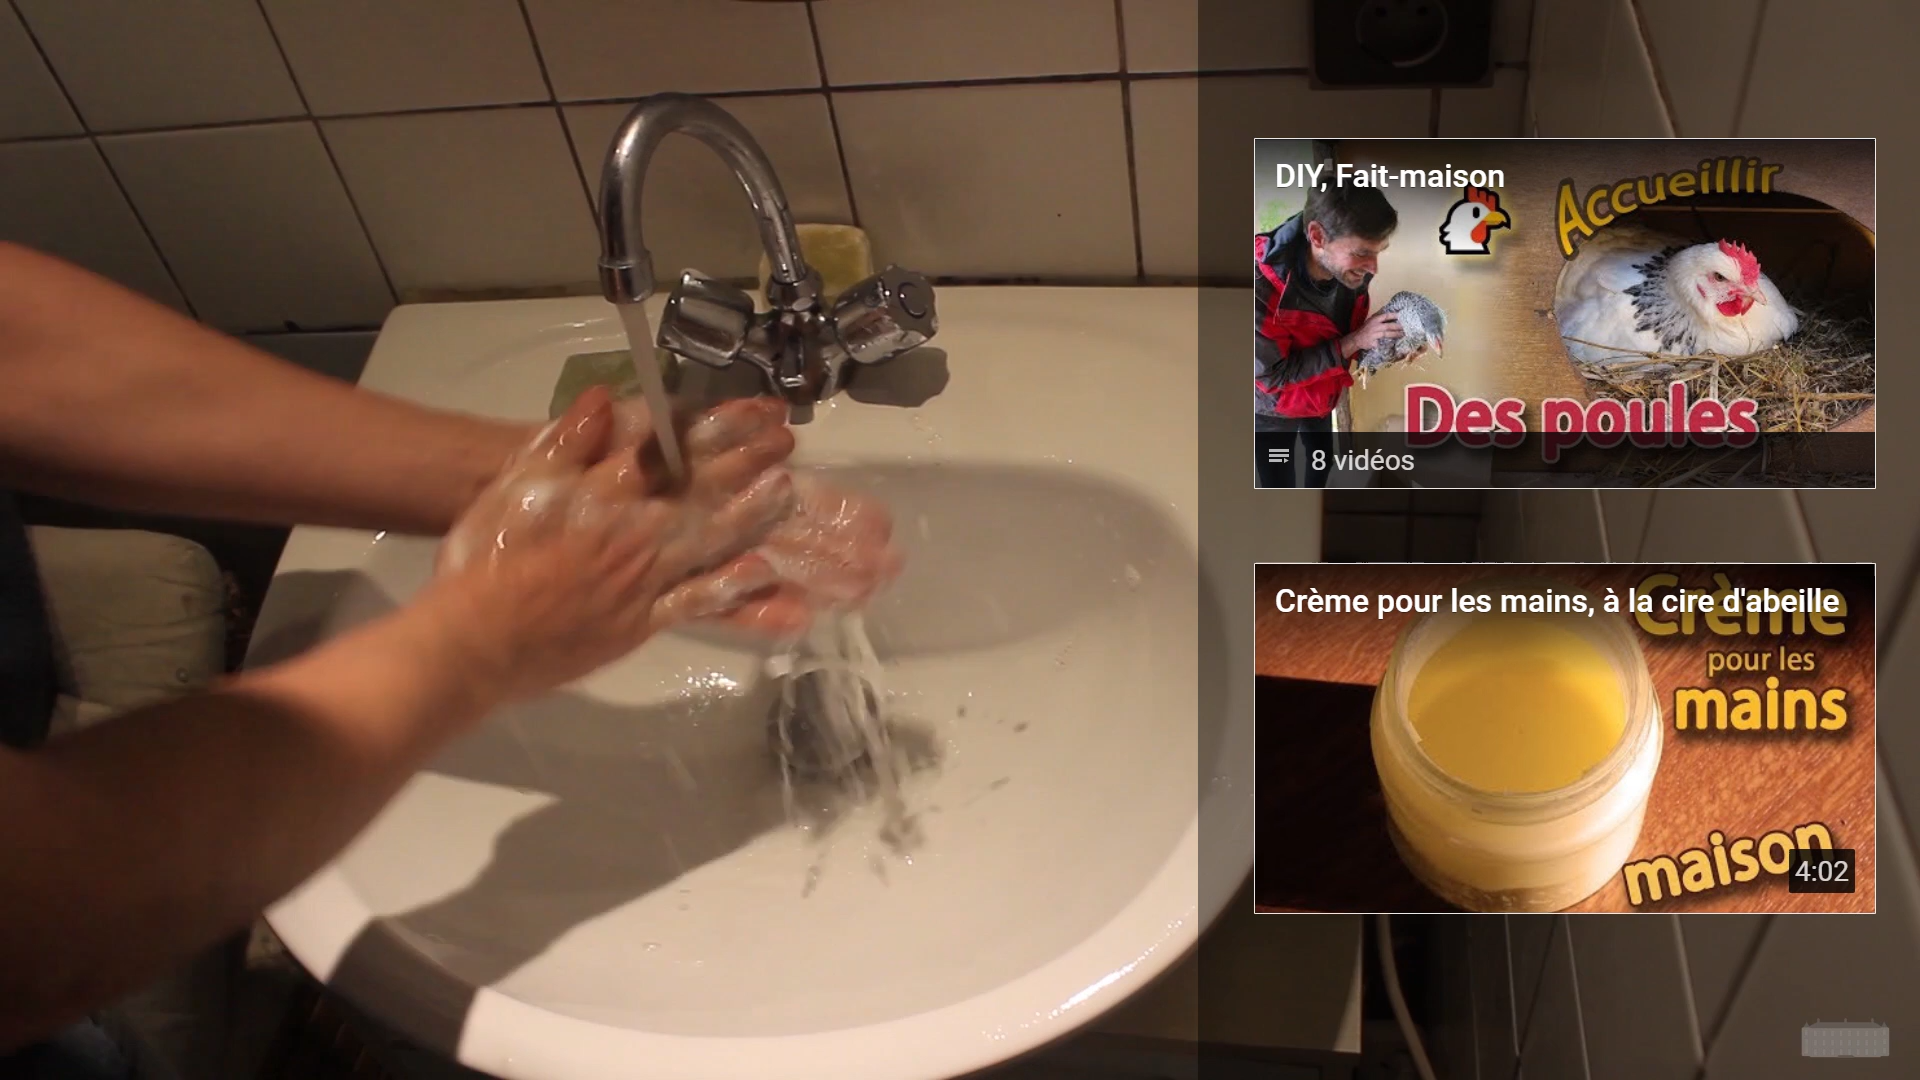 DIY, Fait-maison
Accueillir
Des poules
8 vidéos
Crème pour les mains, à la cire d'abeille
Crème
pour les
mains
maison
4:02